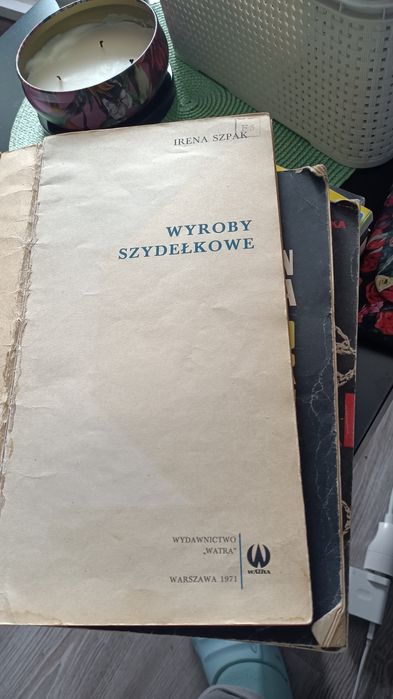 IRENA SZPAK
WYROBY
SZYDEŁKOWE
WYDAWNICTWO
„WATRA”
WATRA
WARSZAWA 1971